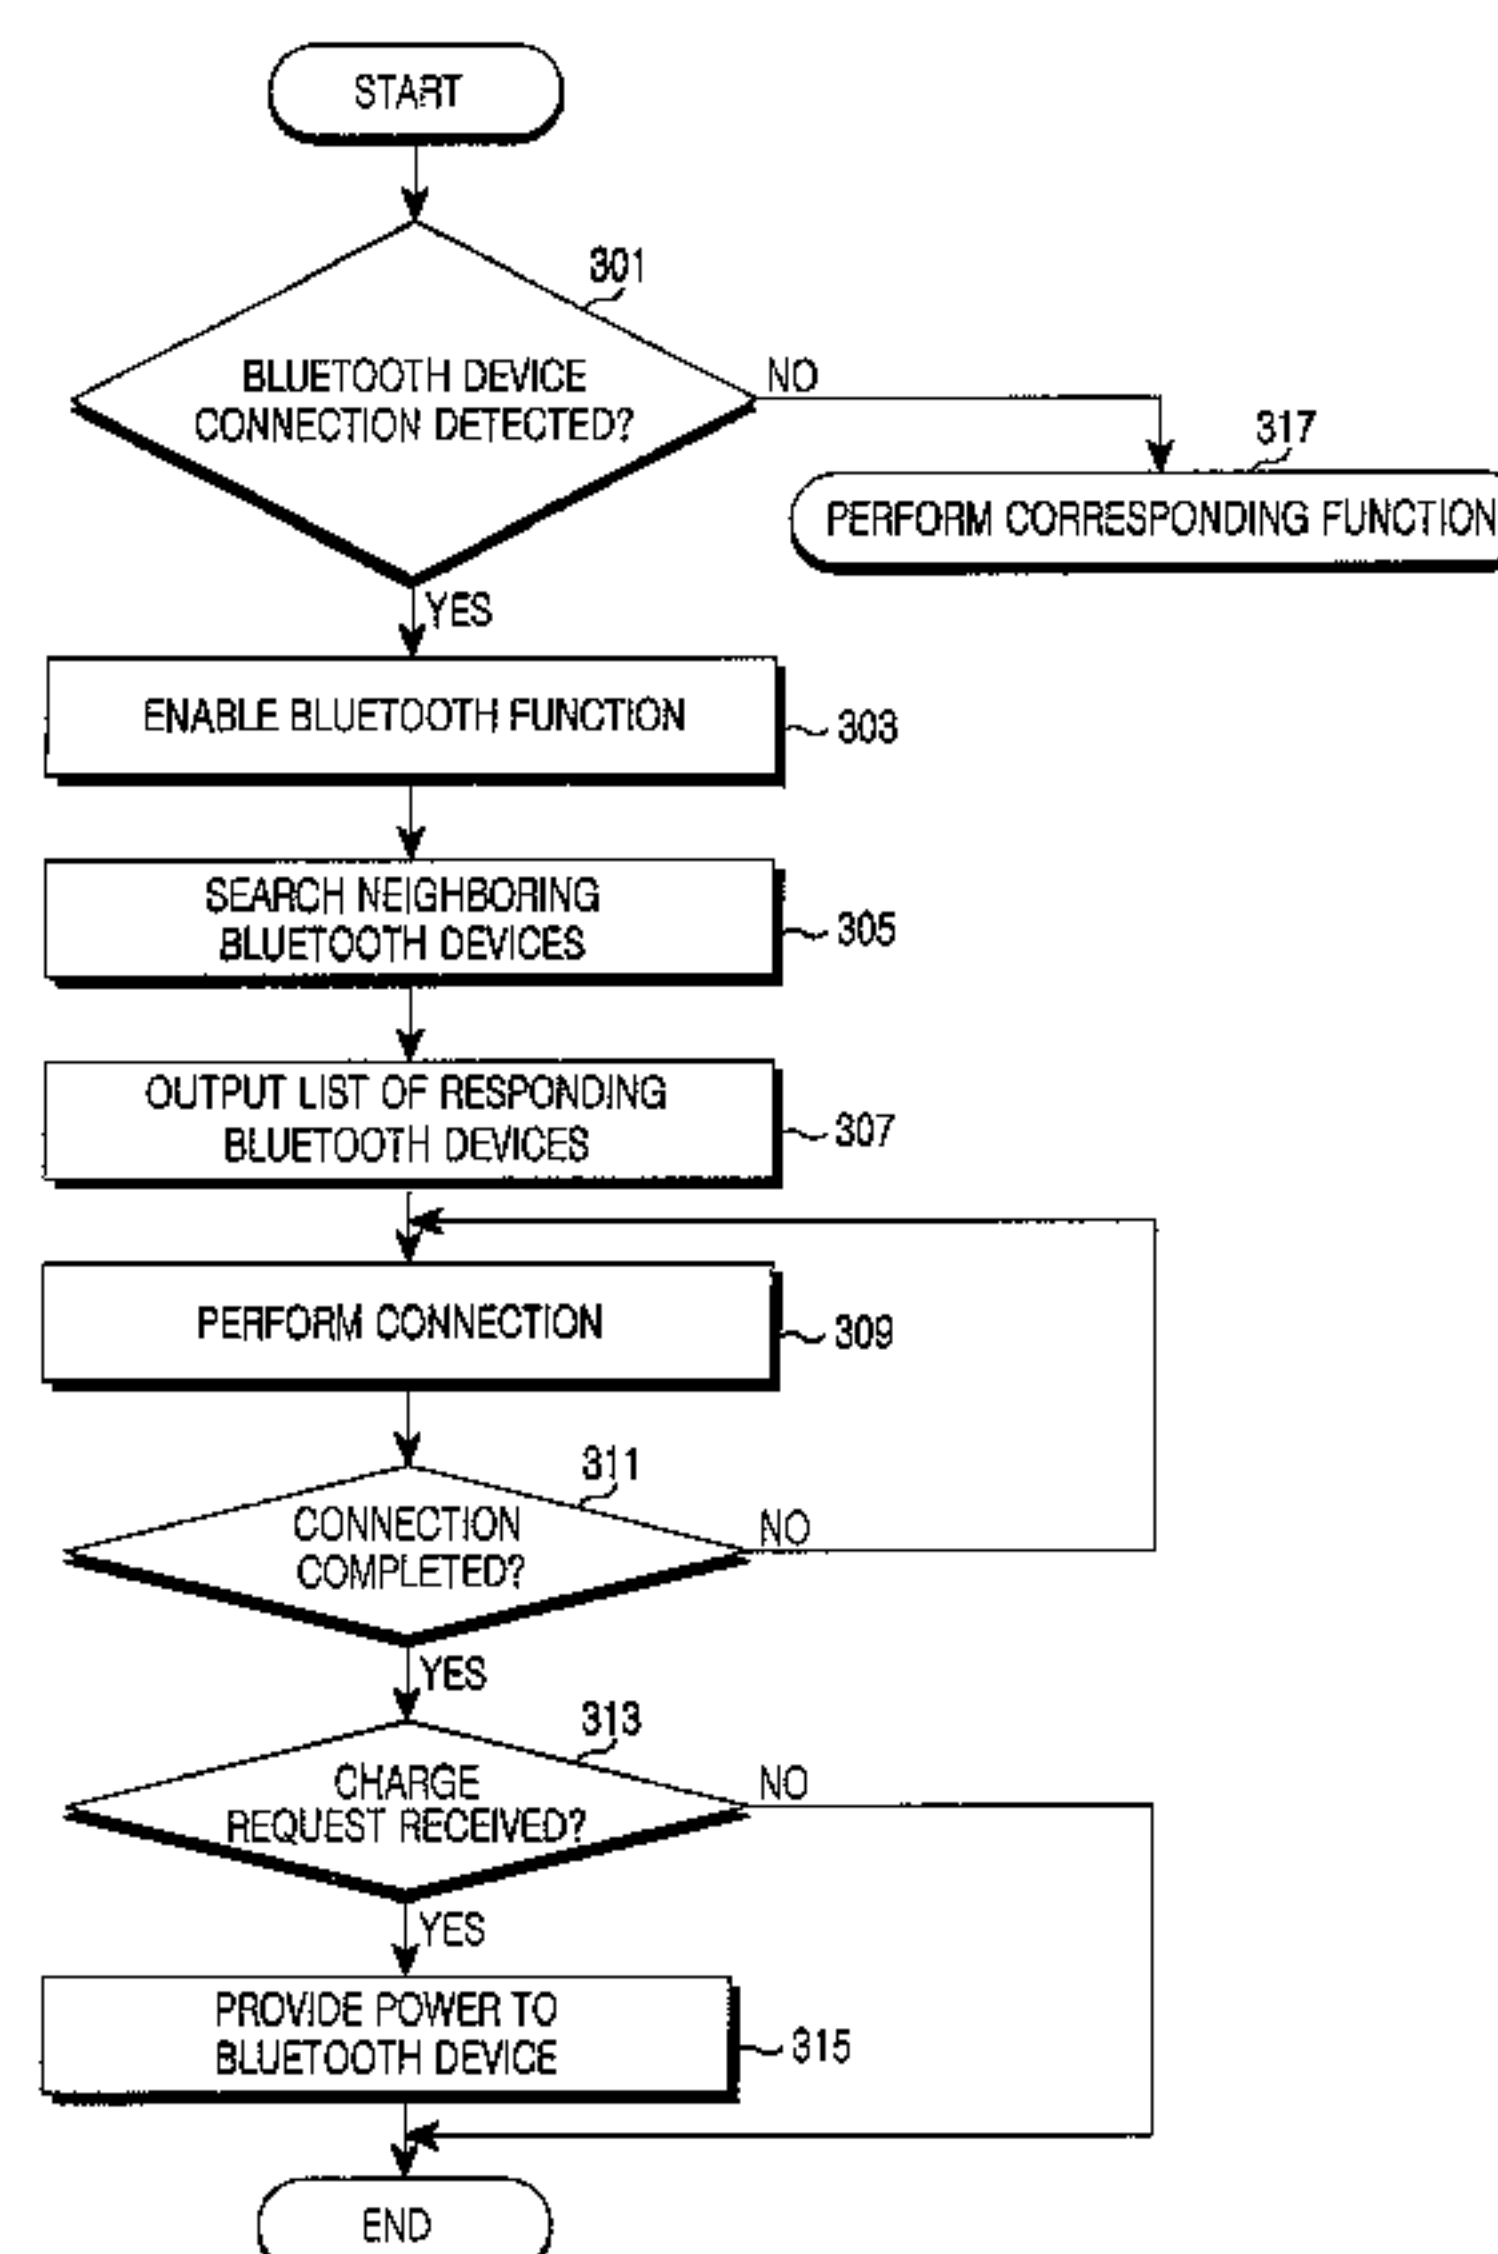 START
301
BLUETOOTH DEVICE
CONNECTION DETECTED?
NO
317
PERFORM CORRESPONDING FUNCTION
YES
ENABLE BLUETOOTH FUNCTION
303
SEARCH NEIGHBORING
BLUETOOTH DEVICES
305
OUTPUT LIST OF RESPONDING
BLUETOOTH DEVICES
307
PERFORM CONNECTION
309
311
CONNECTION
COMPLETED?
NO
YES
313
CHARGE
REQUEST RECEIVED?
NO
YES
PROVIDE POWER TO
BLUETOOTH DEVICE
315
END